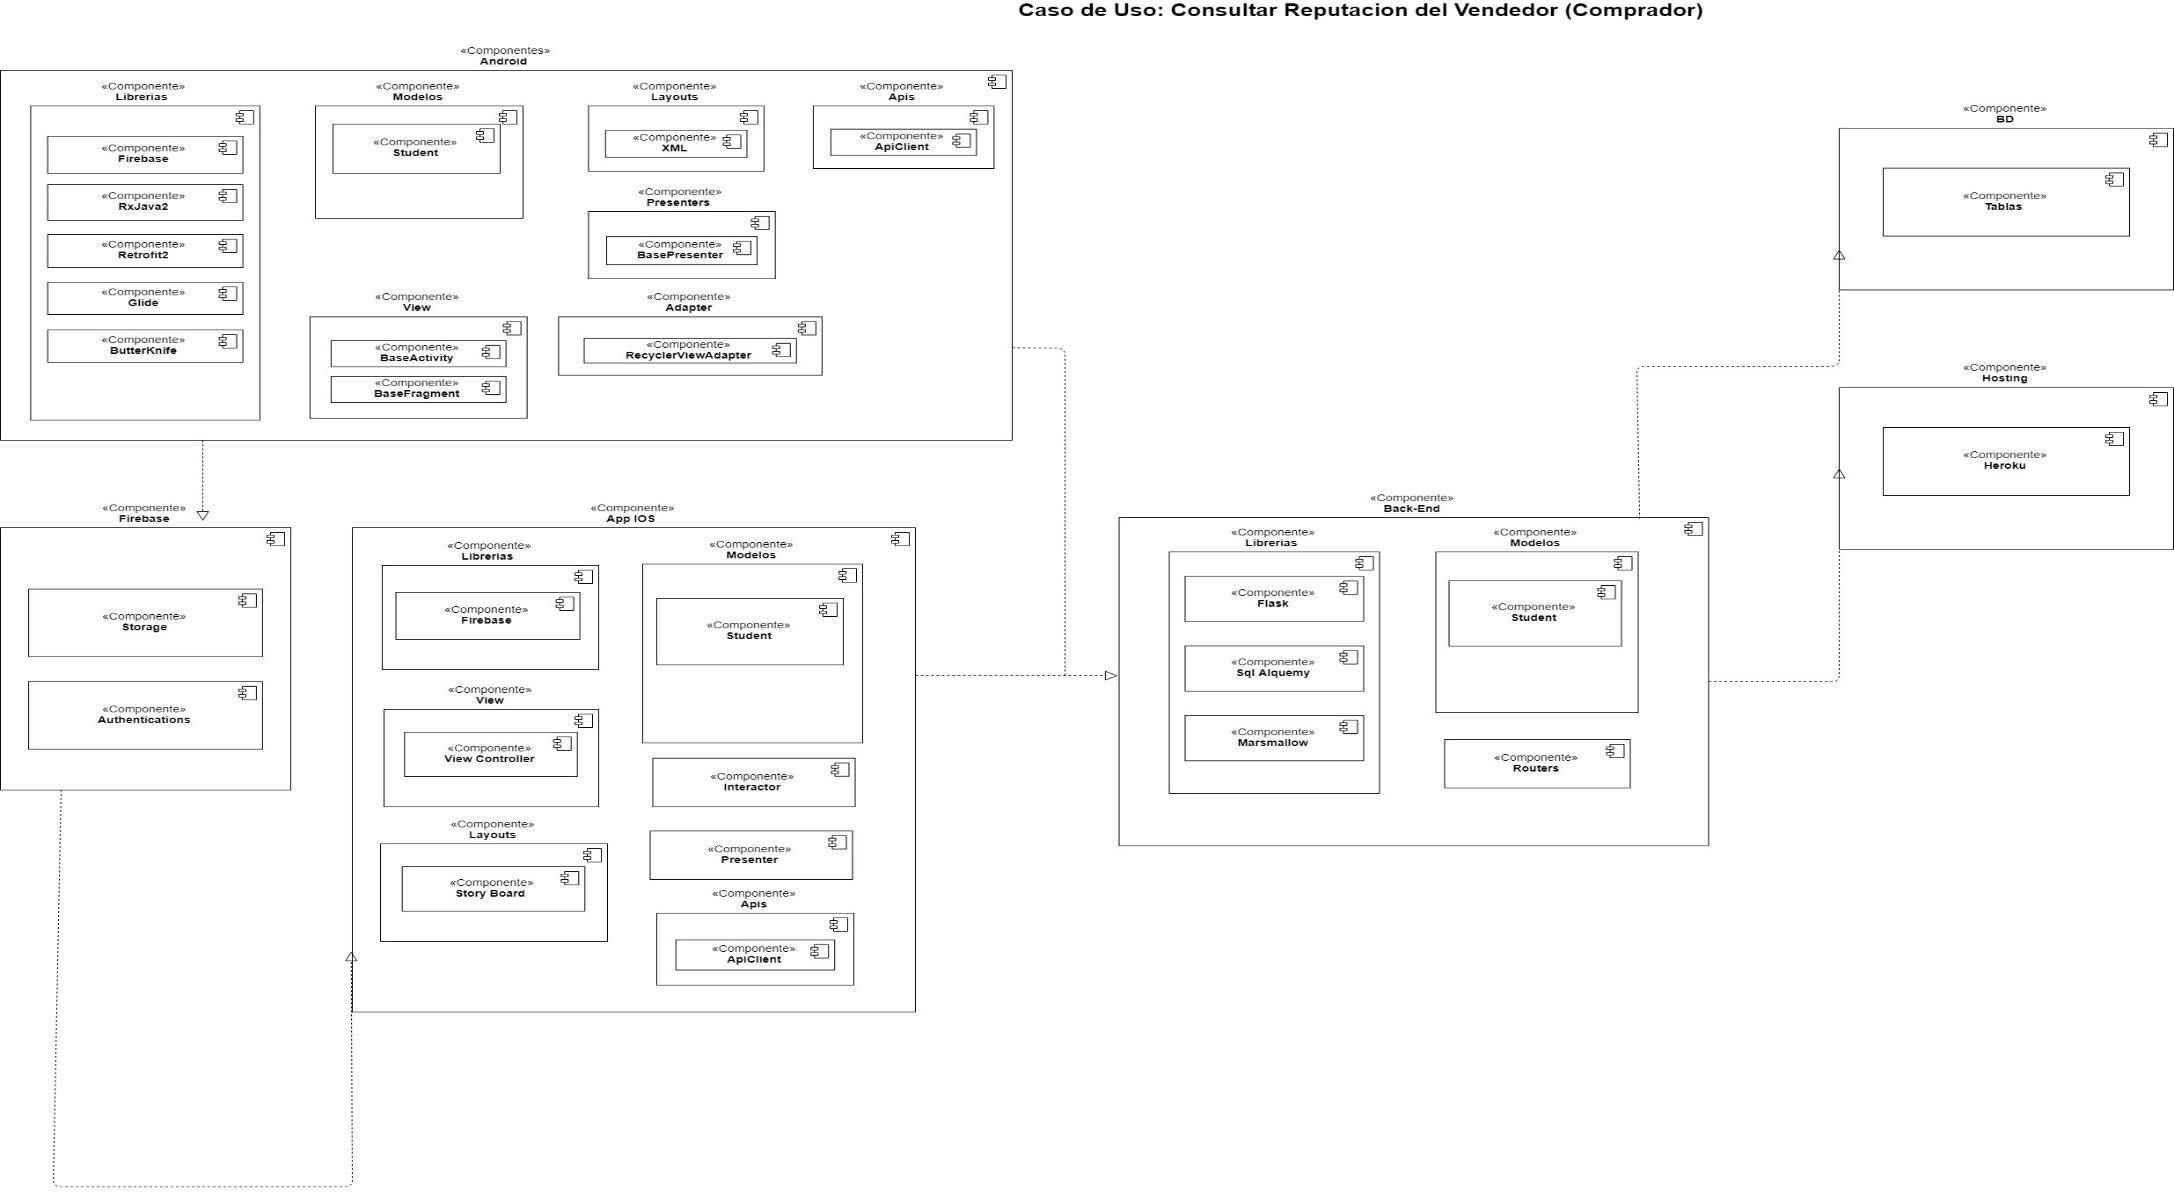 Caso de Uso: Consultar Reputacion del Vendedor (Comprador)
«Componentes»
Android
«Componente»
Librerias
«Componente»
Firebase
«Componente»
RxJava2
«Componente»
Retrofit2
«Componente»
Glide
«Componente»
ButterKnife
«Componente»
Modelos
«Componente»
Student
«Componente»
Layouts
«Componente»
XML
«Componente»
Apis
«Componente»
ApiClient
«Componente»
Presenters
«Componente»
BasePresenter
«Componente»
View
«Componente»
BaseActivity
«Componente»
BaseFragment
«Componente»
Adapter
«Componente»
RecyclerViewAdapter
«Componente»
Firebase
«Componente»
Storage
«Componente»
Authentications
«Componente»
App IOS
«Componente»
Librerias
«Componente»
Firebase
«Componente»
View
«Componente»
View Controller
«Componente»
Layouts
«Componente»
Story Board
«Componente»
Modelos
«Componente»
Student
«Componente»
Interactor
«Componente»
Presenter
«Componente»
Apis
«Componente»
ApiClient
«Componente»
Back-End
«Componente»
Librerias
«Componente»
Flask
«Componente»
Sql Alquemy
«Componente»
Marsmallow
«Componente»
Modelos
«Componente»
Student
«Componente»
Routers
«Componente»
BD
«Componente»
Tablas
«Componente»
Hosting
«Componente»
Heroku